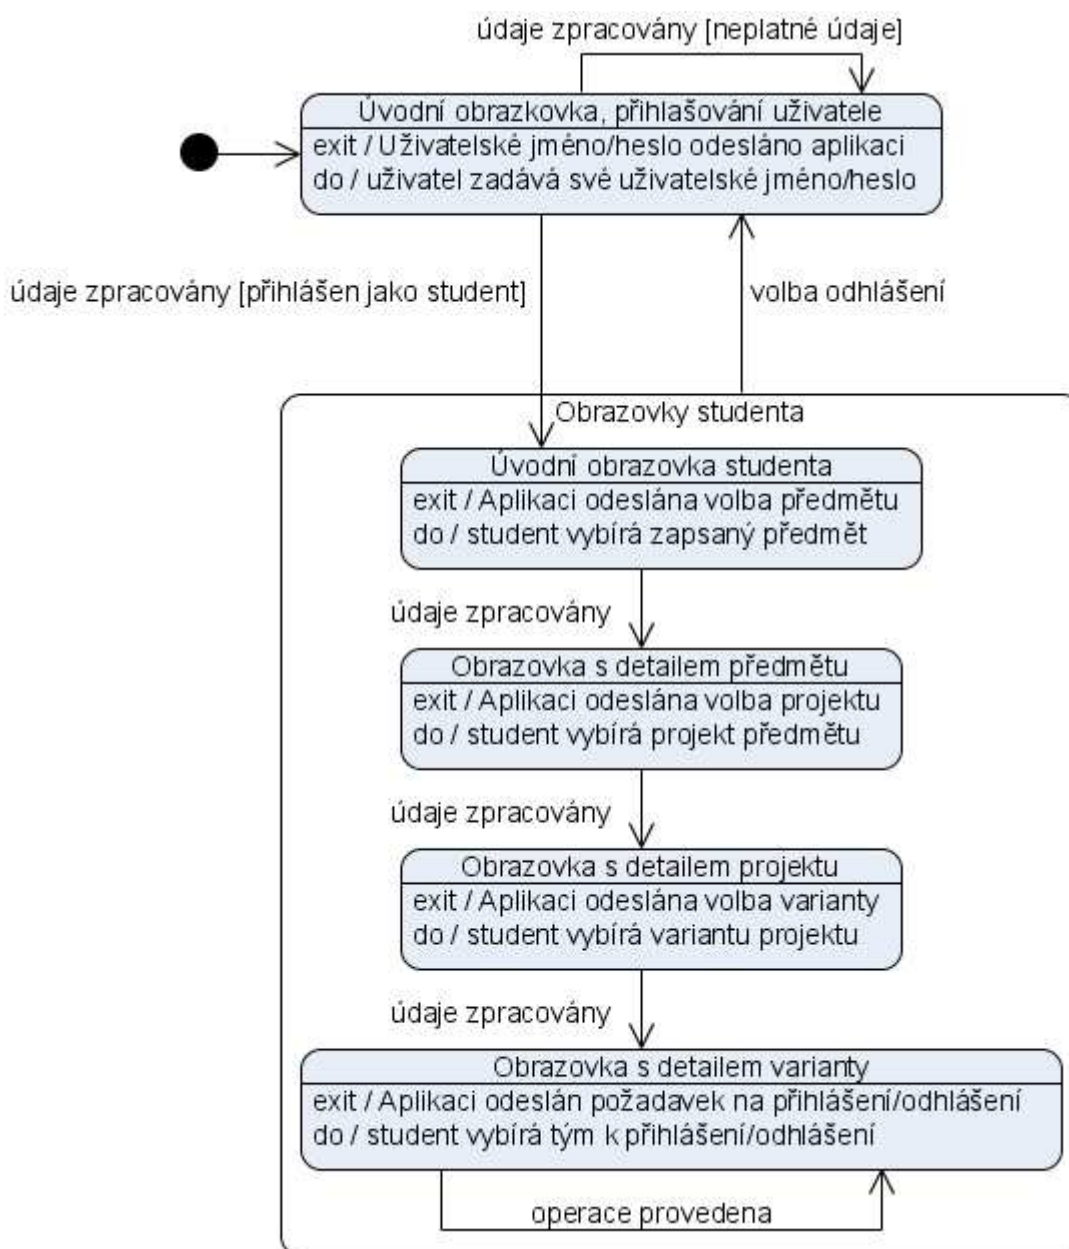 údaje zpracovány [neplatné údaje]
Úvodní obrazkovka, přihlašování uživatele
exit / Uživatelské jméno/heslo odesláno aplikaci
do / uživatel zadává své uživatelské jméno/heslo
údaje zpracovány [přihlášen jako student]
volba odhlášení
Obrazovky studenta
Úvodní obrazovka studenta
exit / Aplikaci odeslána volba předmětu
do / student vybírá zapsaný předmět
údaje zpracovány
Obrazovka s detailem předmětu
exit / Aplikaci odeslána volba projektu
do / student vybírá projekt předmětu
údaje zpracovány
Obrazovka s detailem projektu
exit / Aplikaci odeslána volba varianty
do / student vybírá variantu projektu
údaje zpracovány
Obrazovka s detailem varianty
exit / Aplikaci odeslán požadavek na přihlášení/odhlášení
do / student vybírá tým k přihlášení/odhlášení
operace provedena